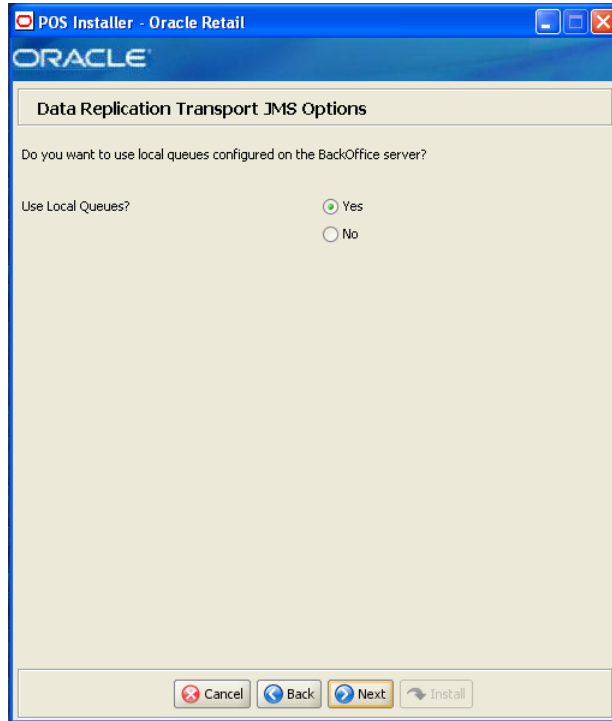 POS Installer - Oracle Retail
ORACLE
Data Replication Transport JMS Options
Do you want to use local queues configured on the BackOffice server?
Use Local Queues? Yes
No
Cancel Back Next Install